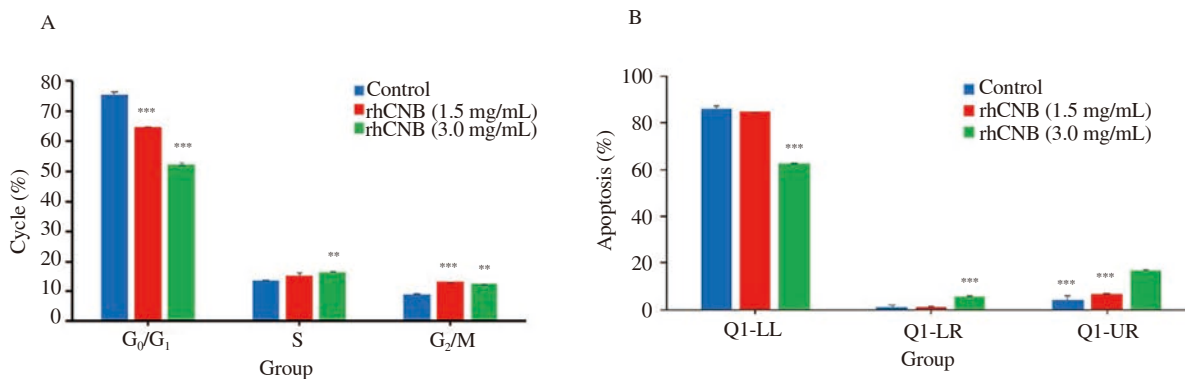 A
Cycle (%)
80
70
60
50
40
30
20
10
0
Control
rhCNB (1.5 mg/mL)
rhCNB (3.0 mg/mL)
***
***
**
***
**
G₀/G₁
S
G₂/M
Group
B
Apoptosis (%)
100
80
60
40
20
0
Control
rhCNB (1.5 mg/mL)
rhCNB (3.0 mg/mL)
***
***
***
***
Q1-LL
Q1-LR
Q1-UR
Group